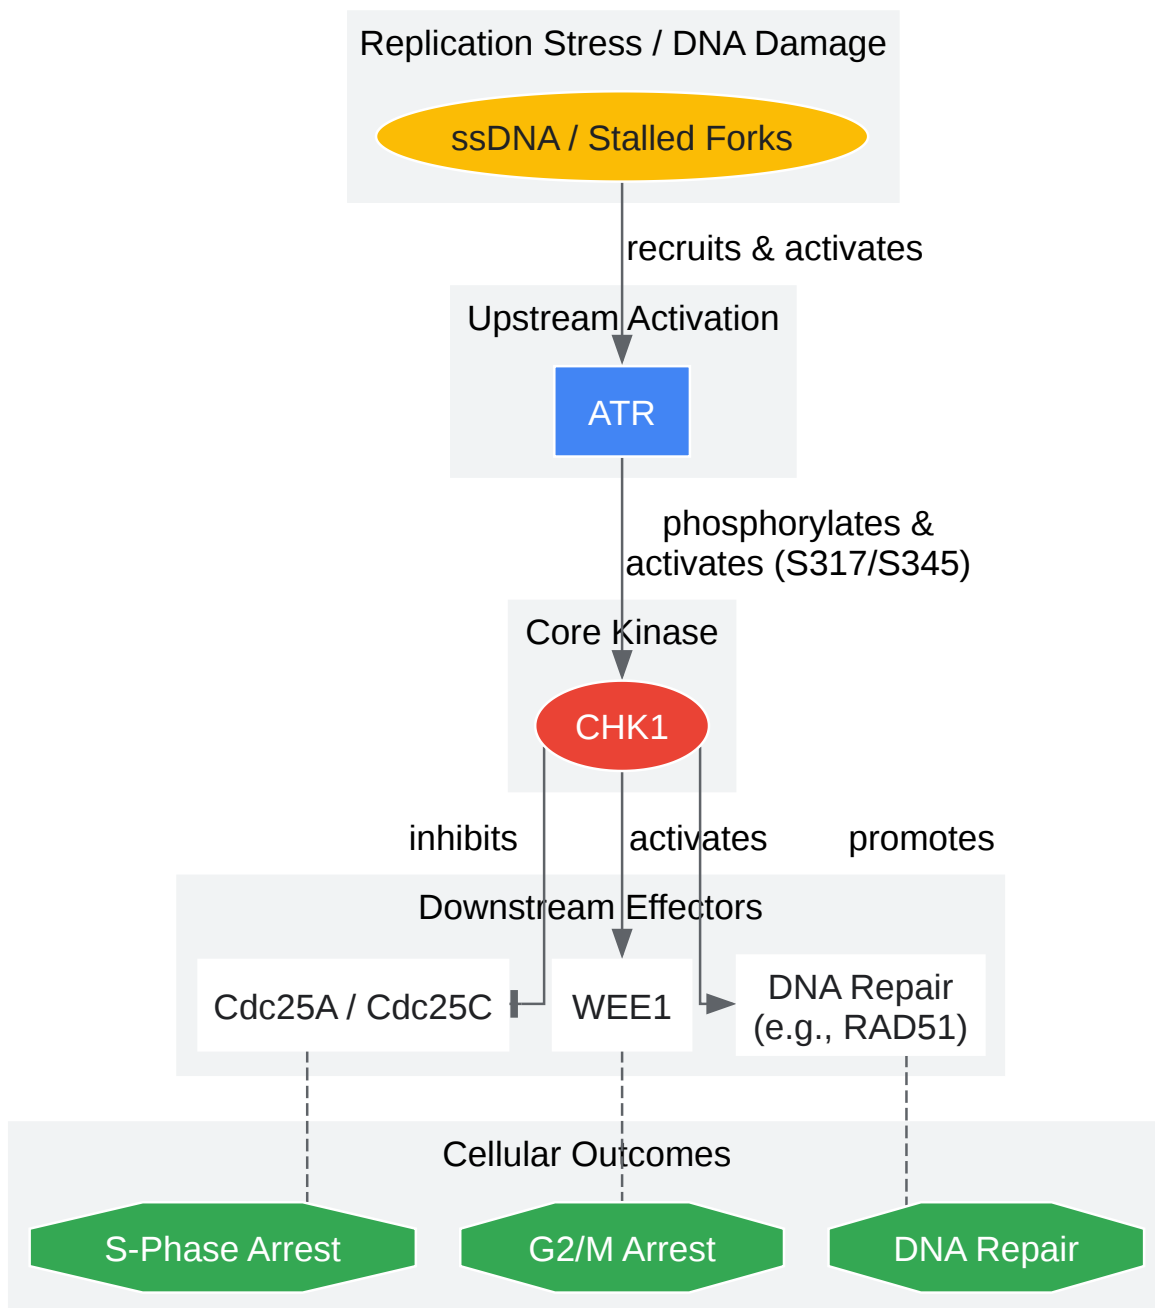 Replication Stress / DNA Damage
ssDNA / Stalled Forks
recruits & activates
Upstream Activation
ATR
phosphorylates &
activates (S317/S345)
Core Kinase
CHK1
inhibits
activates
promotes
Downstream Effectors
Cdc25A / Cdc25C
WEE1
DNA Repair
(e.g., RAD51)
Cellular Outcomes
S-Phase Arrest
G2/M Arrest
DNA Repair